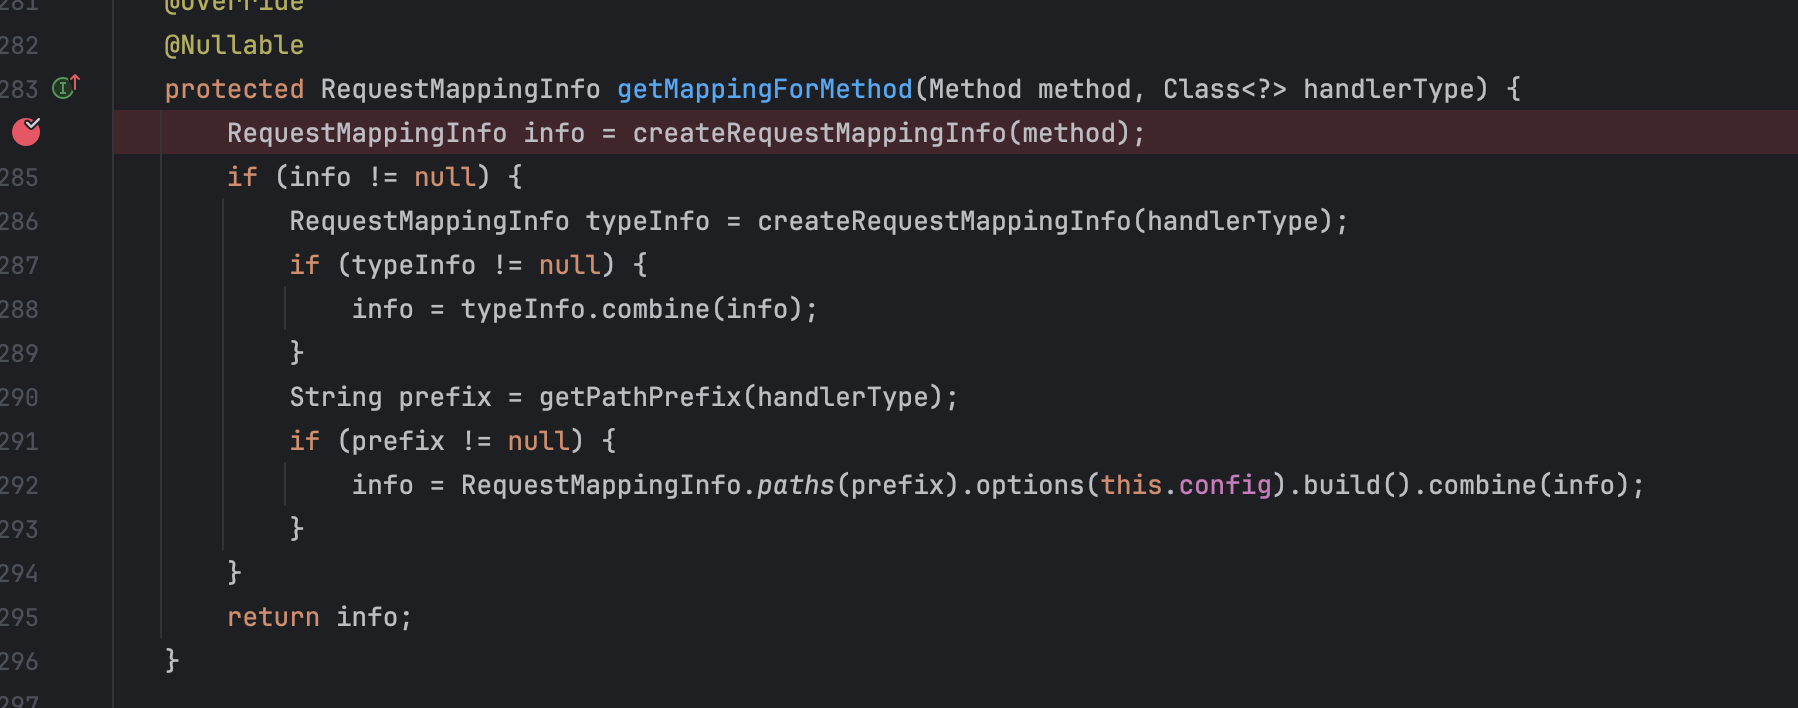 281 @Override
282 @Nullable
283 protected RequestMappingInfo getMappingForMethod(Method method, Class<?> handlerType) {
RequestMappingInfo info = createRequestMappingInfo(method);
285 if (info != null) {
286 RequestMappingInfo typeInfo = createRequestMappingInfo(handlerType);
287 if (typeInfo != null) {
288 info = typeInfo.combine(info);
289 }
290 String prefix = getPathPrefix(handlerType);
291 if (prefix != null) {
292 info = RequestMappingInfo.paths(prefix).options(this.config).build().combine(info);
293 }
294 }
295 return info;
296 }
297